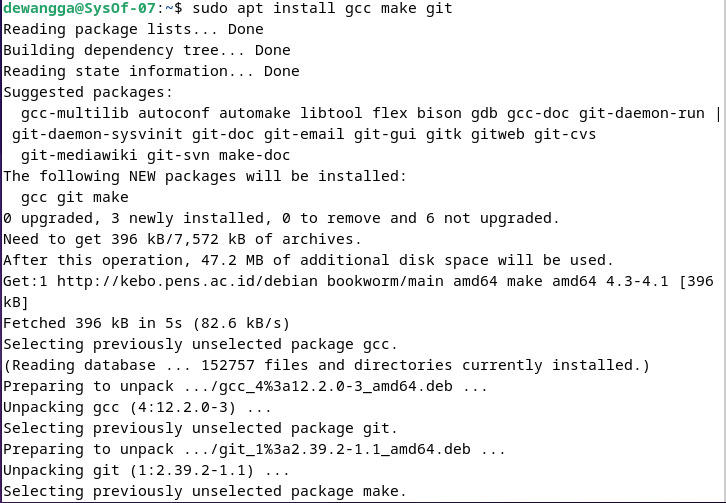 dewangga@SysOf-07:~$ sudo apt install gcc make git
Reading package lists... Done
Building dependency tree... Done
Reading state information... Done
Suggested packages:
  gcc-multilib autoconf automake libtool flex bison gdb gcc-doc git-daemon-run |
 git-daemon-sysvinit git-doc git-email git-gui gitk gitweb git-cvs
  git-mediawiki git-svn make-doc
The following NEW packages will be installed:
  gcc git make
0 upgraded, 3 newly installed, 0 to remove and 6 not upgraded.
Need to get 396 kB/7,572 kB of archives.
After this operation, 47.2 MB of additional disk space will be used.
Get:1 http://kebo.pens.ac.id/debian bookworm/main amd64 make amd64 4.3-4.1 [396
kB]
Fetched 396 kB in 5s (82.6 kB/s)
Selecting previously unselected package gcc.
(Reading database ... 152757 files and directories currently installed.)
Preparing to unpack .../gcc_4%3a12.2.0-3_amd64.deb ...
Unpacking gcc (4:12.2.0-3) ...
Selecting previously unselected package git.
Preparing to unpack .../git_1%3a2.39.2-1.1_amd64.deb ...
Unpacking git (1:2.39.2-1.1) ...
Selecting previously unselected package make.